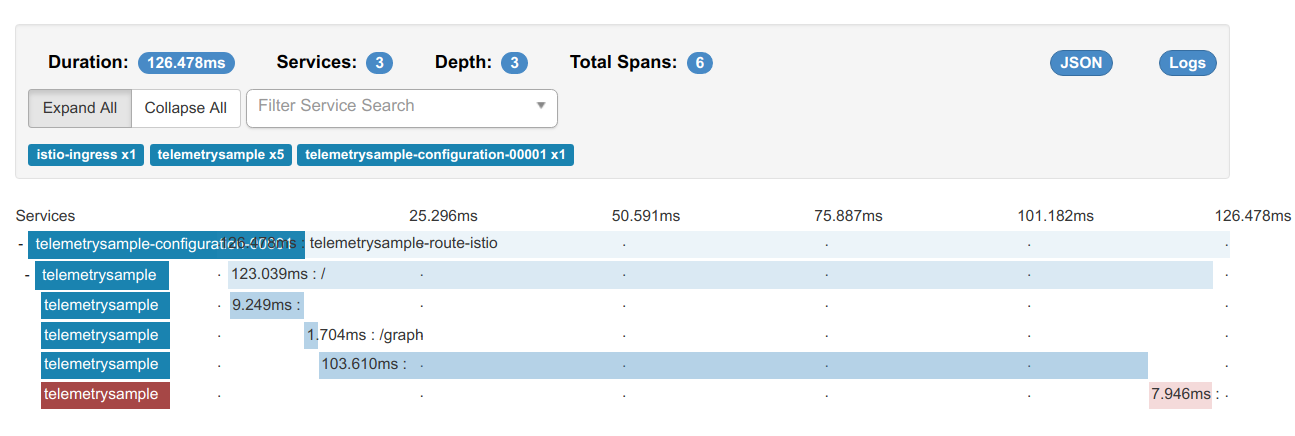 Duration: 126.478ms Services: 3 Depth: 3 Total Spans: 6 JSON Logs
Expand All Collapse All Filter Service Search
istio-ingress x1 telemetrysample x5 telemetrysample-configuration-00001 x1
Services 25.296ms 50.591ms 75.887ms 101.182ms 126.478ms
- telemetrysample-configuration-00001 126.478ms : telemetrysample-route-istio
- telemetrysample 123.039ms : /
telemetrysample 9.249ms :
telemetrysample 1.704ms : /graph
telemetrysample 103.610ms :
telemetrysample 7.946ms :